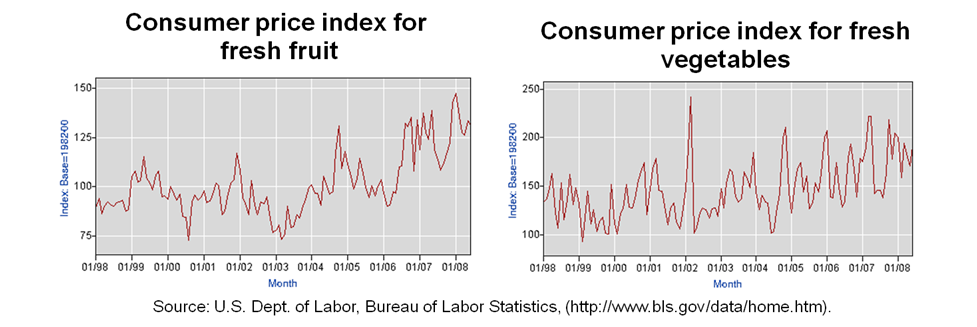 Consumer price index for
fresh fruit
150
125
100
75
Index: Base=198200
01/98 01/99 01/00 01/01 01/02 01/03 01/04 01/05 01/06 01/07 01/08
Month
Consumer price index for fresh
vegetables
250
200
150
100
Index: Base=198200
01/98 01/99 01/00 01/01 01/02 01/03 01/04 01/05 01/06 01/07 01/08
Month
Source: U.S. Dept. of Labor, Bureau of Labor Statistics, (http://www.bls.gov/data/home.htm).